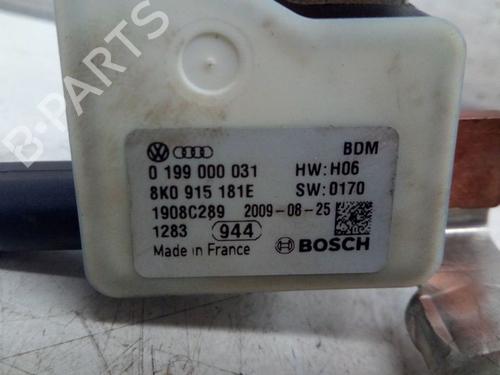 B-PARTS
BDM
0 199 000 031 HW:H06
8K0 915 181E SW:0170
1908C289 2009-08-25
1283 944
Made in France BOSCH